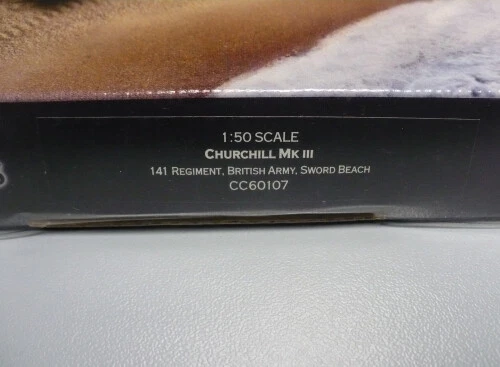 1:50 SCALE
CHURCHILL MK III
141 REGIMENT, BRITISH ARMY, SWORD BEACH
CC60107